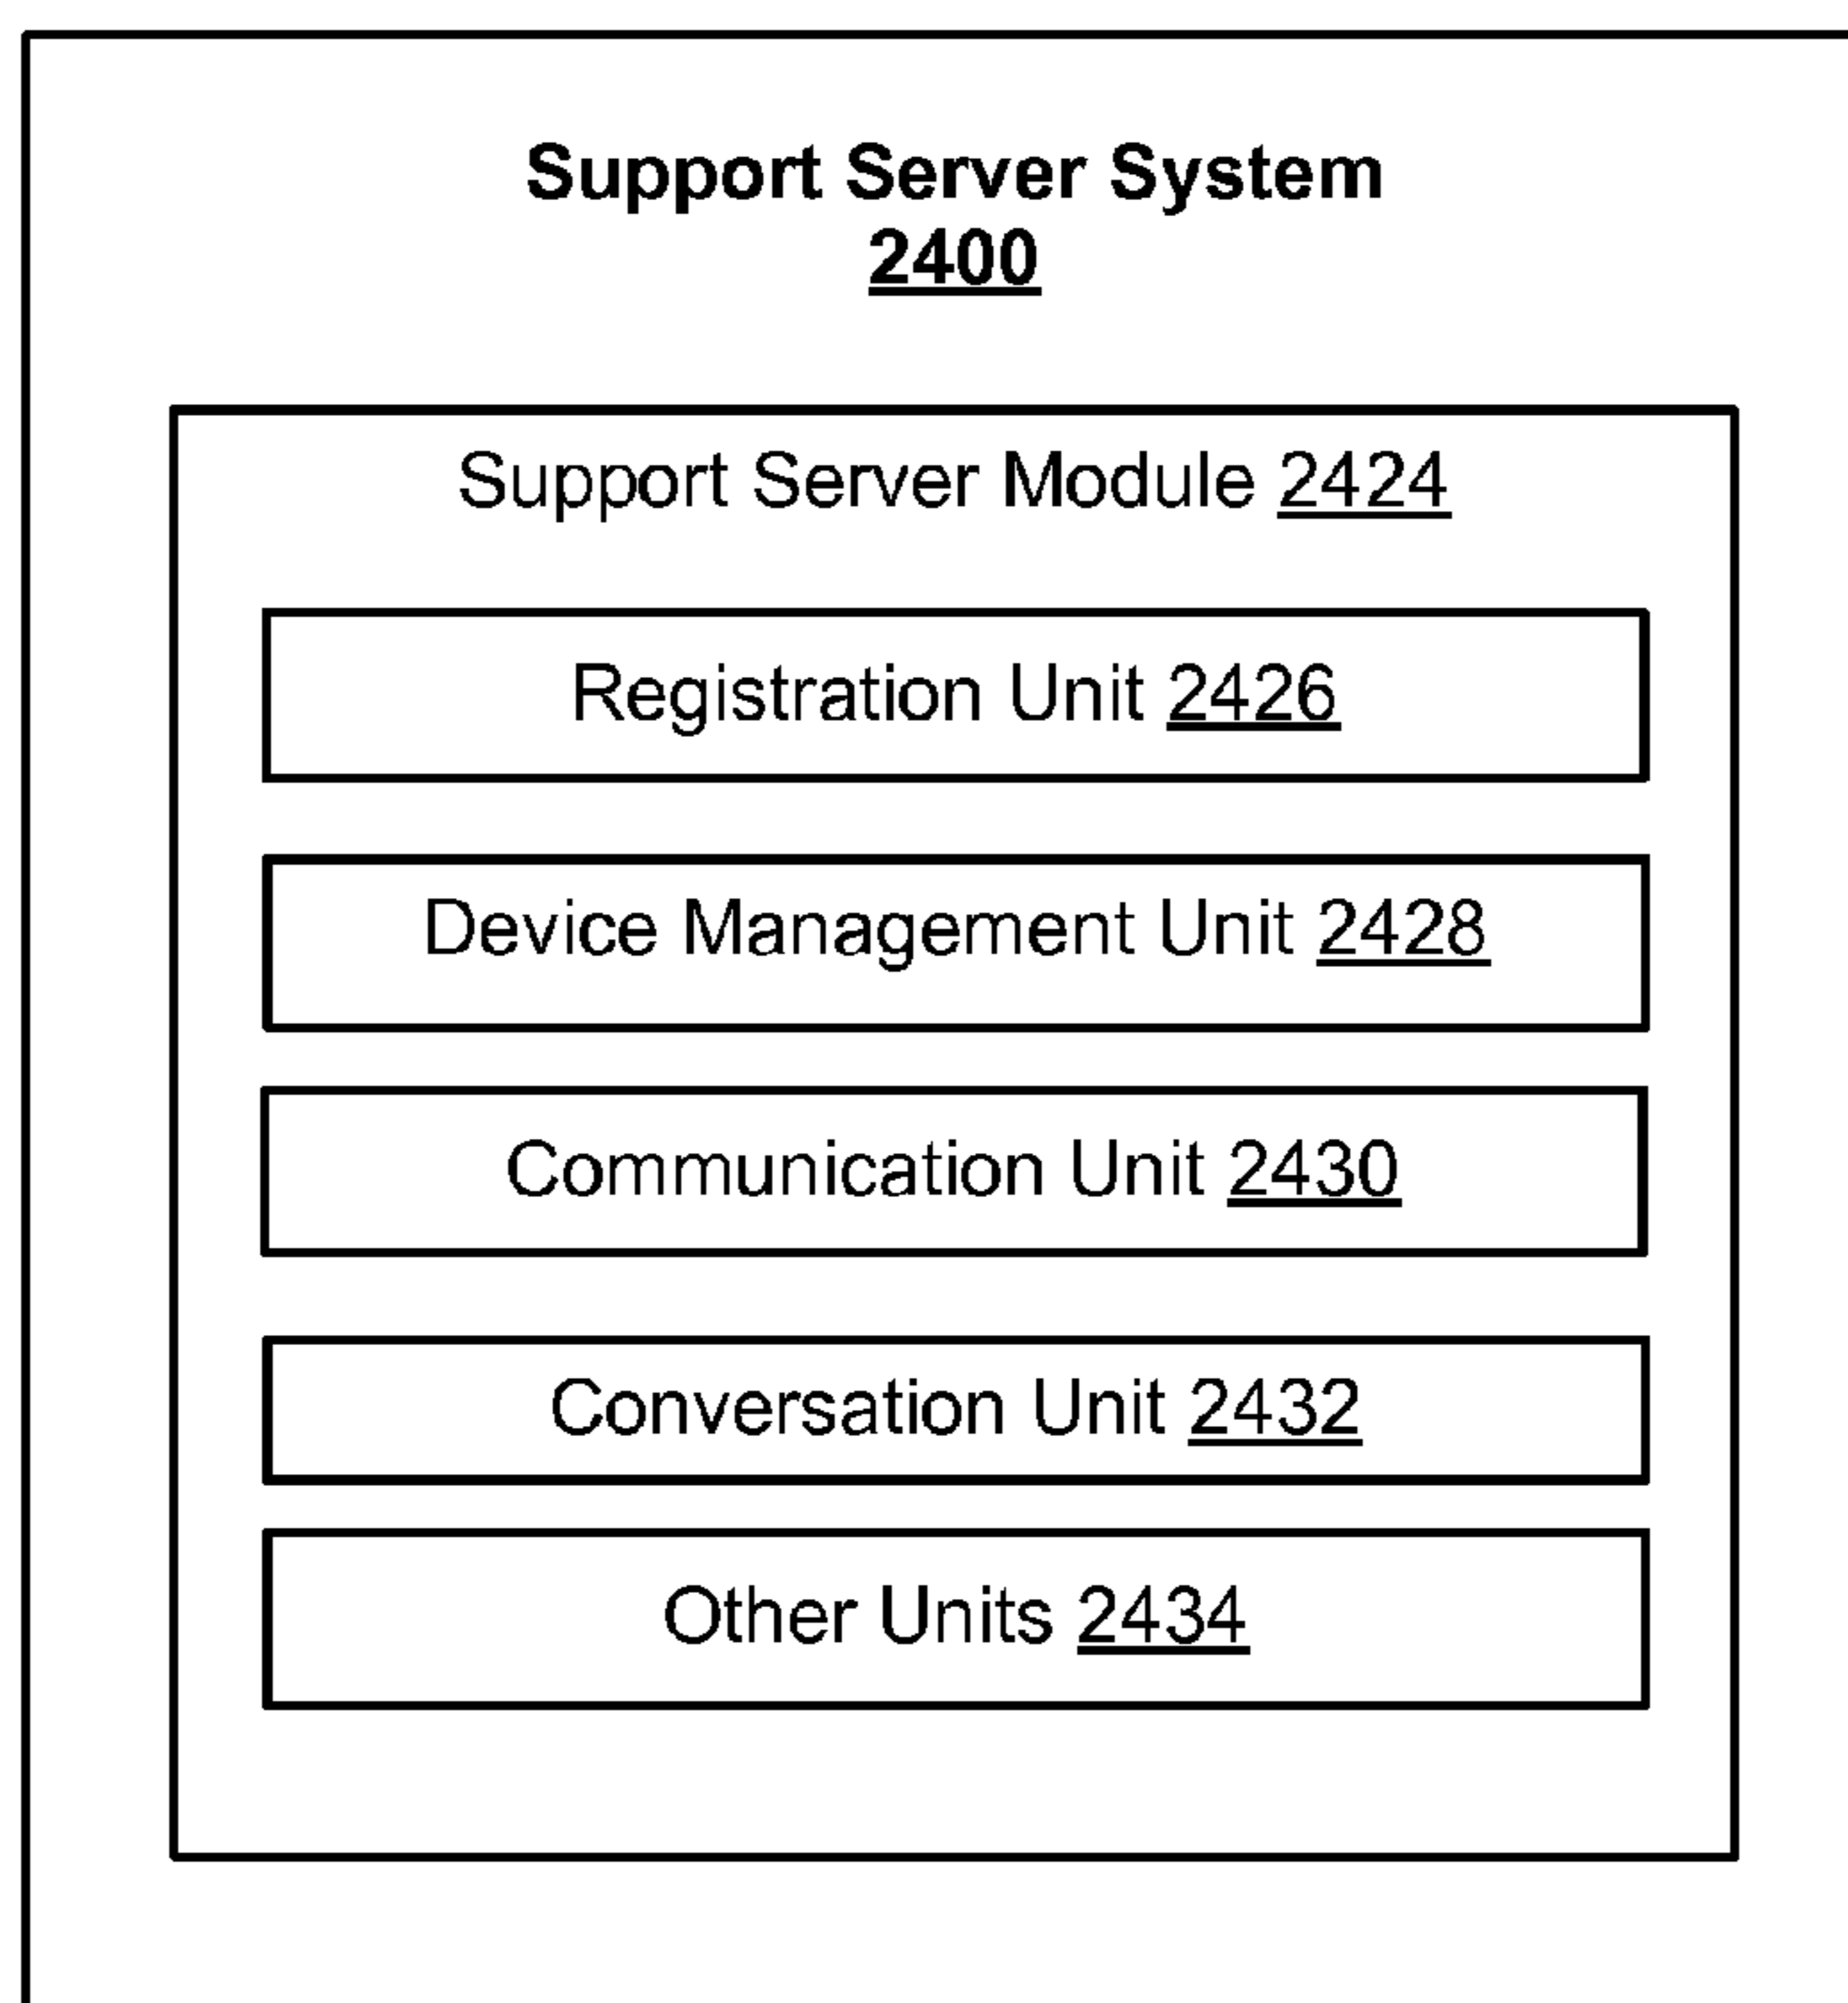 Support Server System
2400
Support Server Module 2424
Registration Unit 2426
Device Management Unit 2428
Communication Unit 2430
Conversation Unit 2432
Other Units 2434